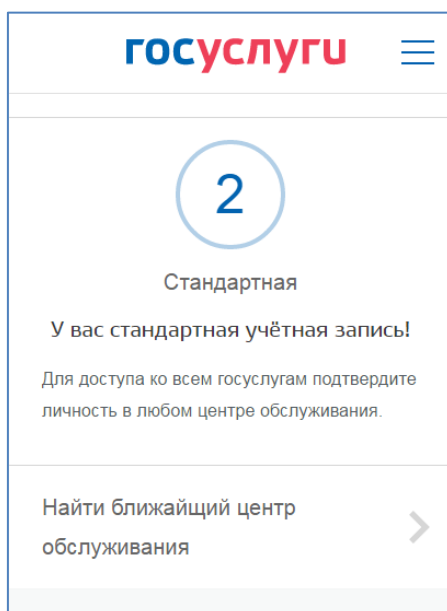 госуслуги
2
Стандартная
У вас стандартная учётная запись!
Для доступа ко всем госуслугам подтвердите
личность в любом центре обслуживания.
Найти ближайщий центр
обслуживания